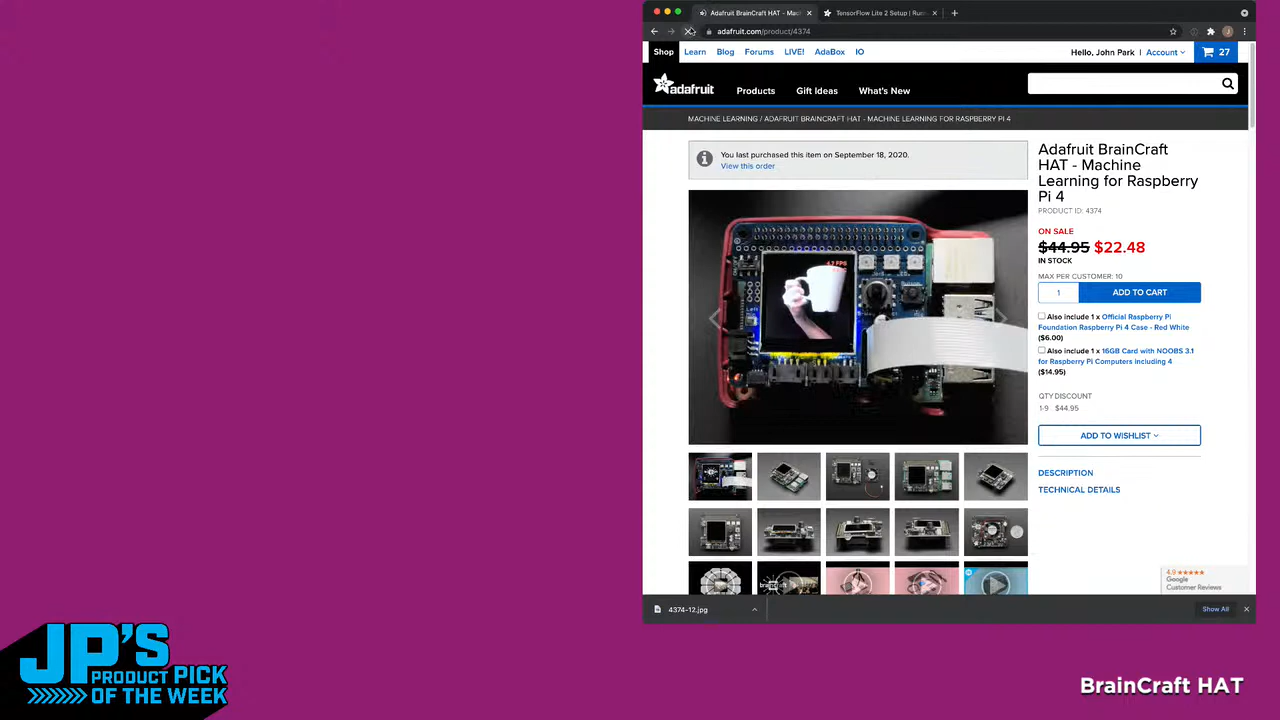 Adafruit BrainCraft HAT - Mach
TensorFlow Lite 2 Setup | Runn
adafruit.com/product/4374
Shop
Learn
Blog
Forums
LIVE!
AdaBox
IO
Hello, John Park
Account
27
adafruit
Products
Gift Ideas
What's New
MACHINE LEARNING / ADAFRUIT BRAINCRAFT HAT - MACHINE LEARNING FOR RASPBERRY PI 4
You last purchased this item on September 18, 2020.
View this order
Adafruit BrainCraft
HAT - Machine
Learning for Raspberry
Pi 4
PRODUCT ID: 4374
ON SALE
$44.95 $22.48
IN STOCK
MAX PER CUSTOMER: 10
1
ADD TO CART
Also include 1 x Official Raspberry Pi
Foundation Raspberry Pi 4 Case - Red White
($6.00)
Also include 1 x 16GB Card with NOOBS 3.1
for Raspberry Pi Computers including 4
($14.95)
QTY DISCOUNT
1-9 $44.95
ADD TO WISHLIST
DESCRIPTION
TECHNICAL DETAILS
4.9
Google
Customer Reviews
4374-12.jpg
Show All
JP'S
PRODUCT PICK
OF THE WEEK
BrainCraft HAT